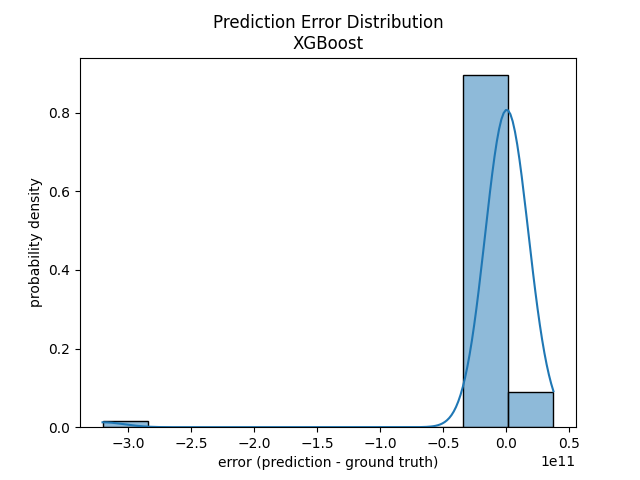 Prediction Error Distribution
XGBoost
probability density
0.8
0.6
0.4
0.2
0.0
−3.0 −2.5 −2.0 −1.5 −1.0 −0.5 0.0 0.5
error (prediction - ground truth)
1e11